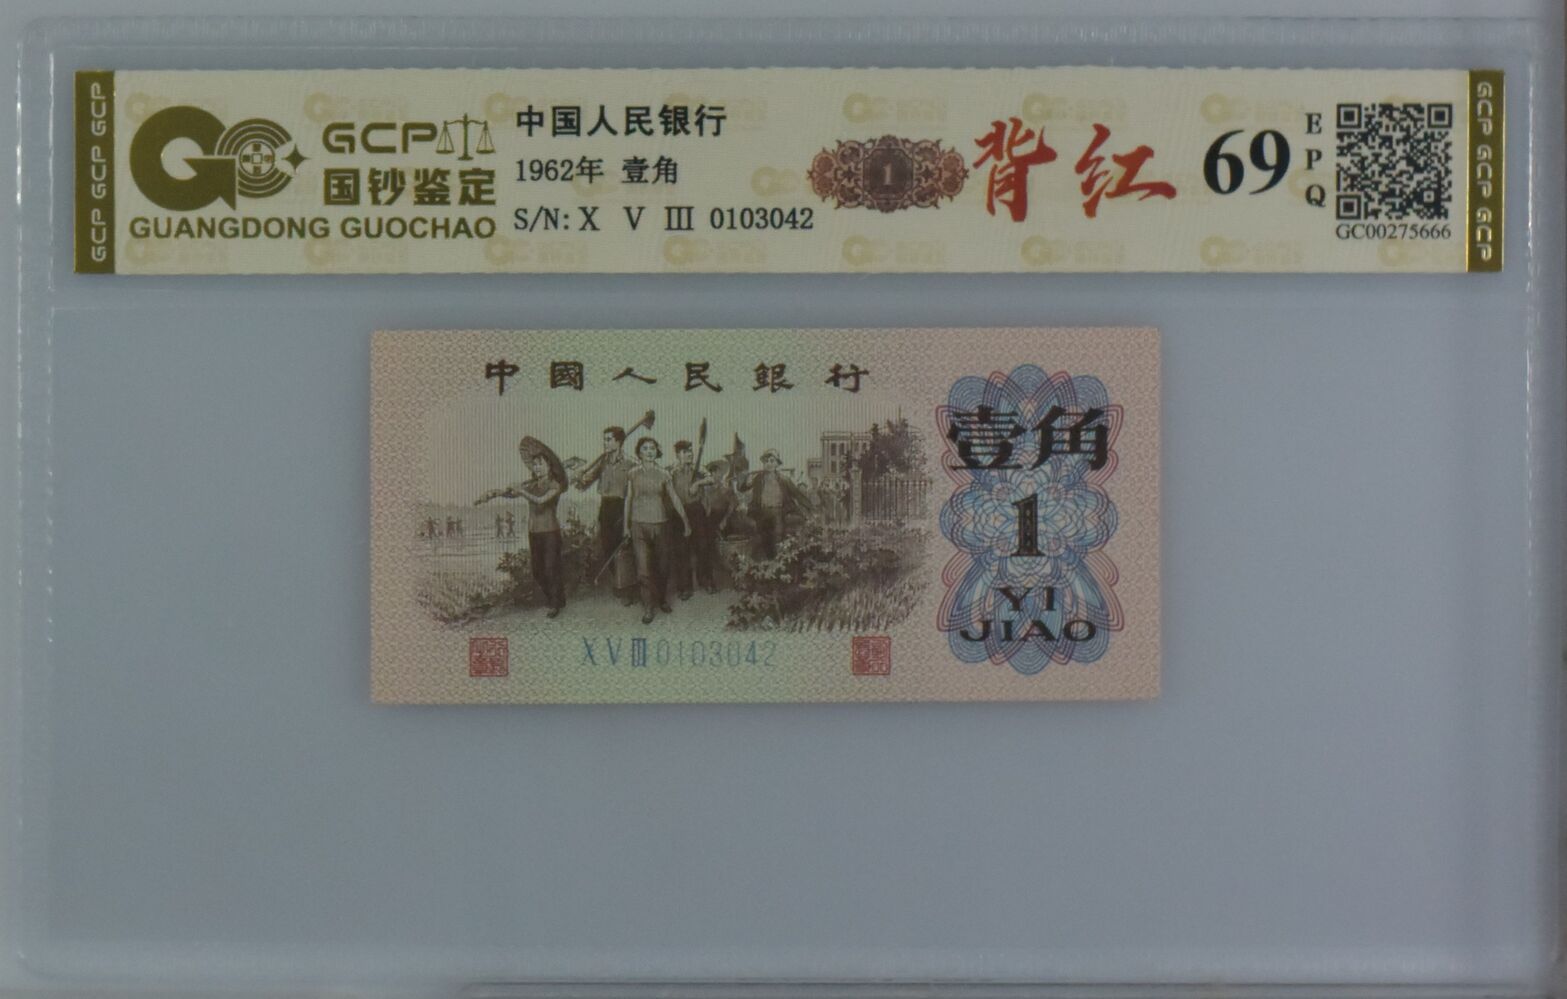 GCP GCP GCP
GCP
国钞鉴定
GUANGDONG GUOCHAO
中国人民银行
1962年 壹角
S/N: X V III 0103042
1
背红
69
EPQ
GC00275666
GCP GCP GCP
中國人民銀行
壹角
1
YI
JIAO
X V III 0103042